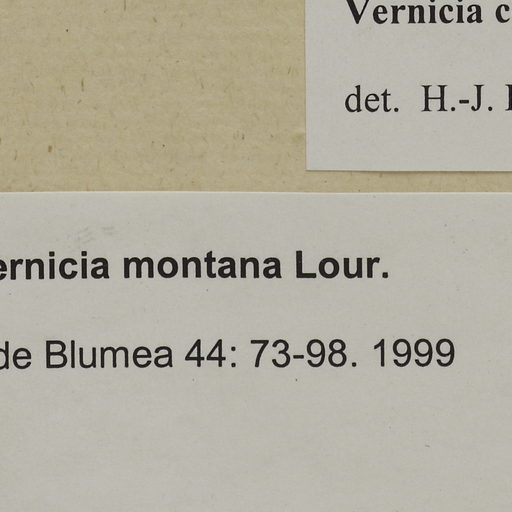 Vernicia c
det. H.-J.
ernicia montana Lour.
de Blumea 44: 73-98. 1999